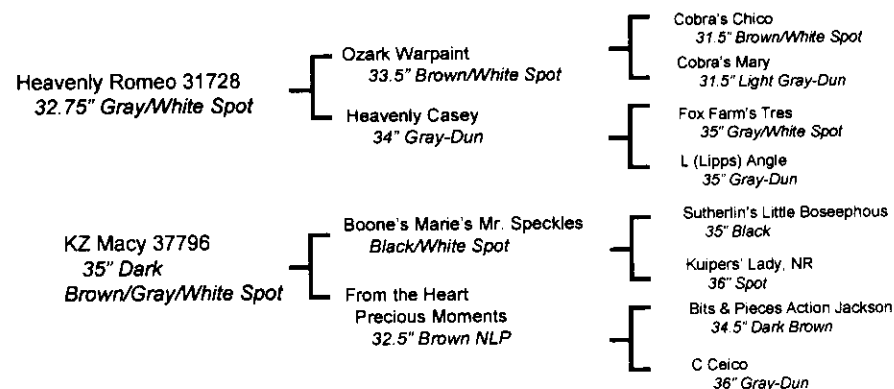 Heavenly Romeo 31728
32.75" Gray/White Spot
Ozark Warpaint
33.5" Brown/White Spot
Cobra's Chico
31.5" Brown/White Spot
Cobra's Mary
31.5" Light Gray-Dun
Heavenly Casey
34" Gray-Dun
Fox Farm's Tres
35" Gray/White Spot
L (Lipps) Angle
35" Gray-Dun
KZ Macy 37796
35" Dark
Brown/Gray/White Spot
Boone's Marie's Mr. Speckles
Black/White Spot
Sutherlin's Little Boseephous
35" Black
Kuipers' Lady, NR
36" Spot
From the Heart
Precious Moments
32.5" Brown NLP
Bits & Pieces Action Jackson
34.5" Dark Brown
C Ceico
36" Gray-Dun